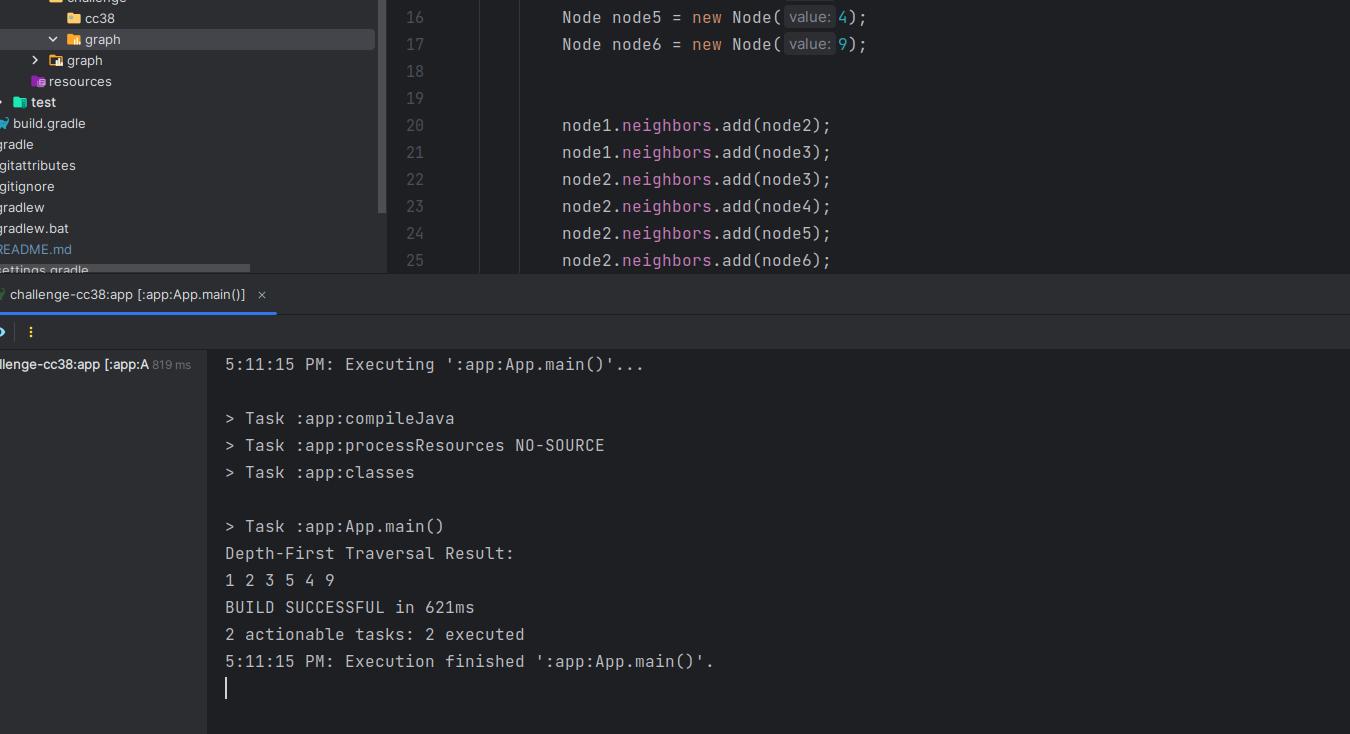 challenge
cc38
graph
graph
resources
test
build.gradle
gradle
gitattributes
gitignore
gradlew
gradlew.bat
README.md
settings.gradle
16 Node node5 = new Node( value: 4);
17 Node node6 = new Node( value: 9);
18
19
20 node1.neighbors.add(node2);
21 node1.neighbors.add(node3);
22 node2.neighbors.add(node3);
23 node2.neighbors.add(node4);
24 node2.neighbors.add(node5);
25 node2.neighbors.add(node6);
challenge-cc38:app [:app:App.main()] ×
llenge-cc38:app [:app:A 819 ms
5:11:15 PM: Executing ':app:App.main()'...
> Task :app:compileJava
> Task :app:processResources NO-SOURCE
> Task :app:classes
> Task :app:App.main()
Depth-First Traversal Result:
1 2 3 5 4 9
BUILD SUCCESSFUL in 621ms
2 actionable tasks: 2 executed
5:11:15 PM: Execution finished ':app:App.main()'.